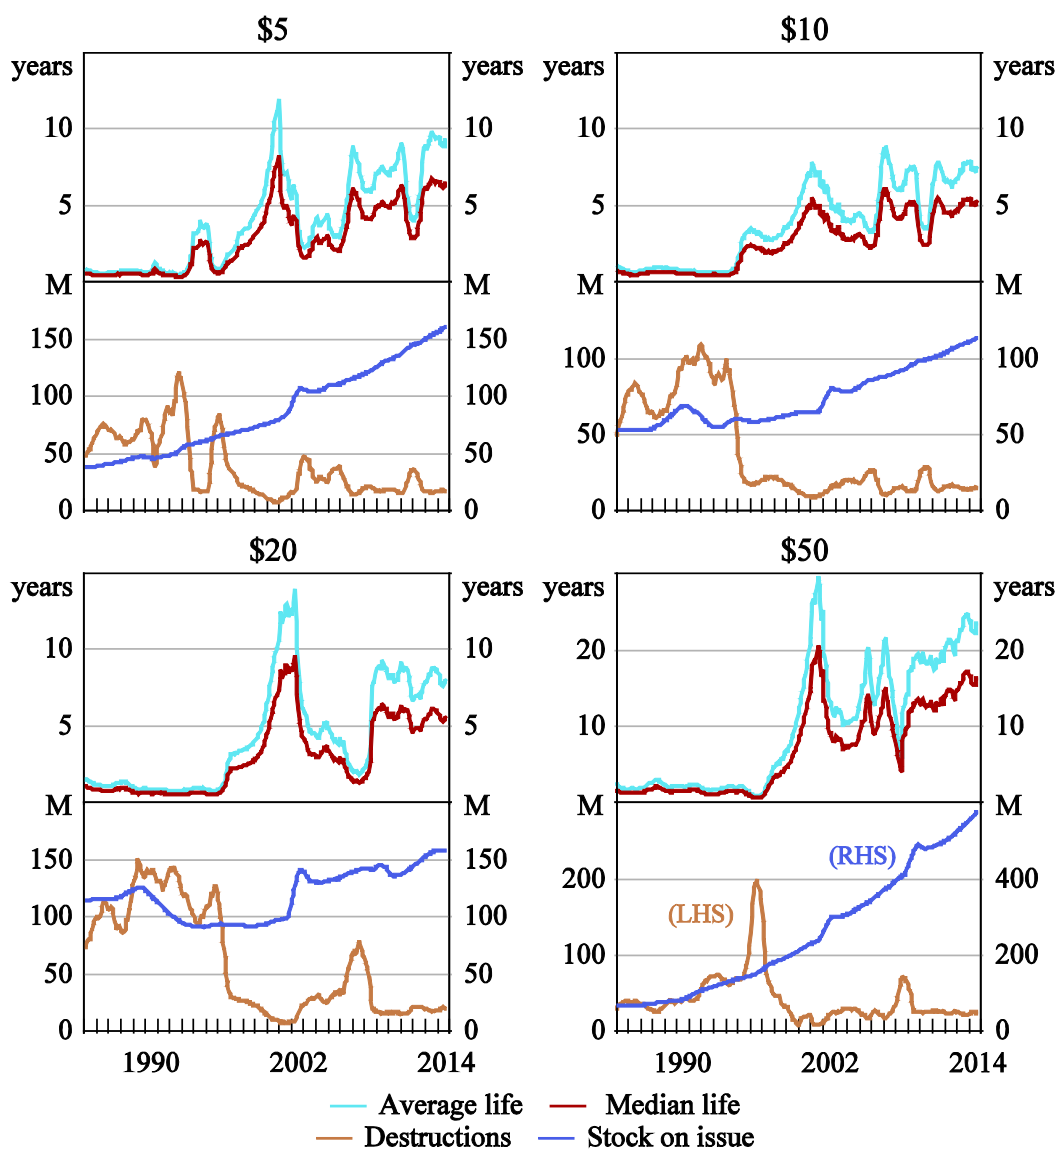 $5 $10
years years years years
10 10 10 10
5 5 5 5
M M M M
150 150
100 100 100 100
50 50 50 50
0 0 0 0
$20 $50
years years years years
10 10 20 20
5 5 10 10
M M M M
150 150 (RHS)
100 100 200 (LHS) 400
50 50 100 200
0 0 0 0
1990 2002 2014 1990 2002 2014
Average life Median life
Destructions Stock on issue